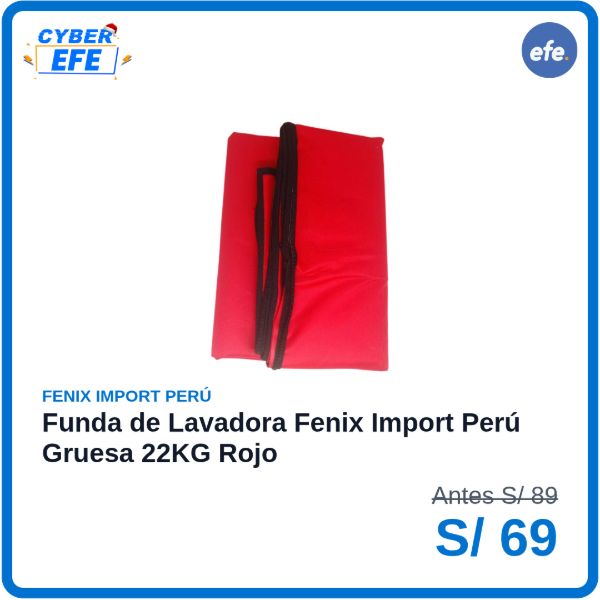 CYBER
EFE
efe.
FENIX IMPORT PERÚ
Funda de Lavadora Fenix Import Perú
Gruesa 22KG Rojo
Antes S/ 89
S/ 69